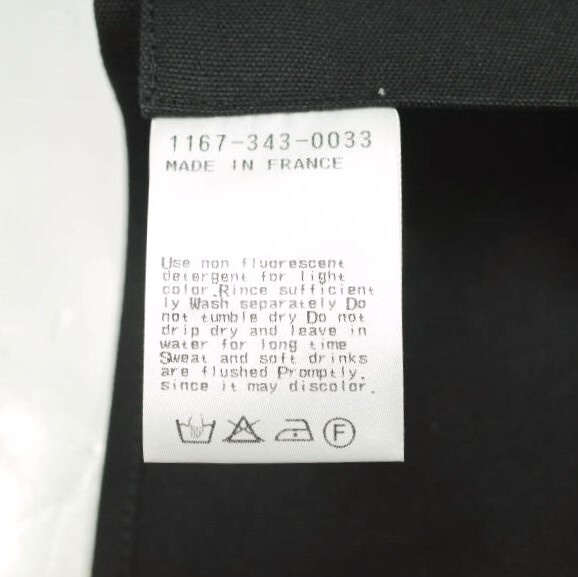 1167-343-0033
MADE IN FRANCE
Use non fluorescent
detergent for light
color.Rince sufficient
ly Wash separately Do
not tumble dry Do not
drip dry and leave in
water for long time
Sweat and soft drinks
are flushed Promptly.
since it may discolor.
F